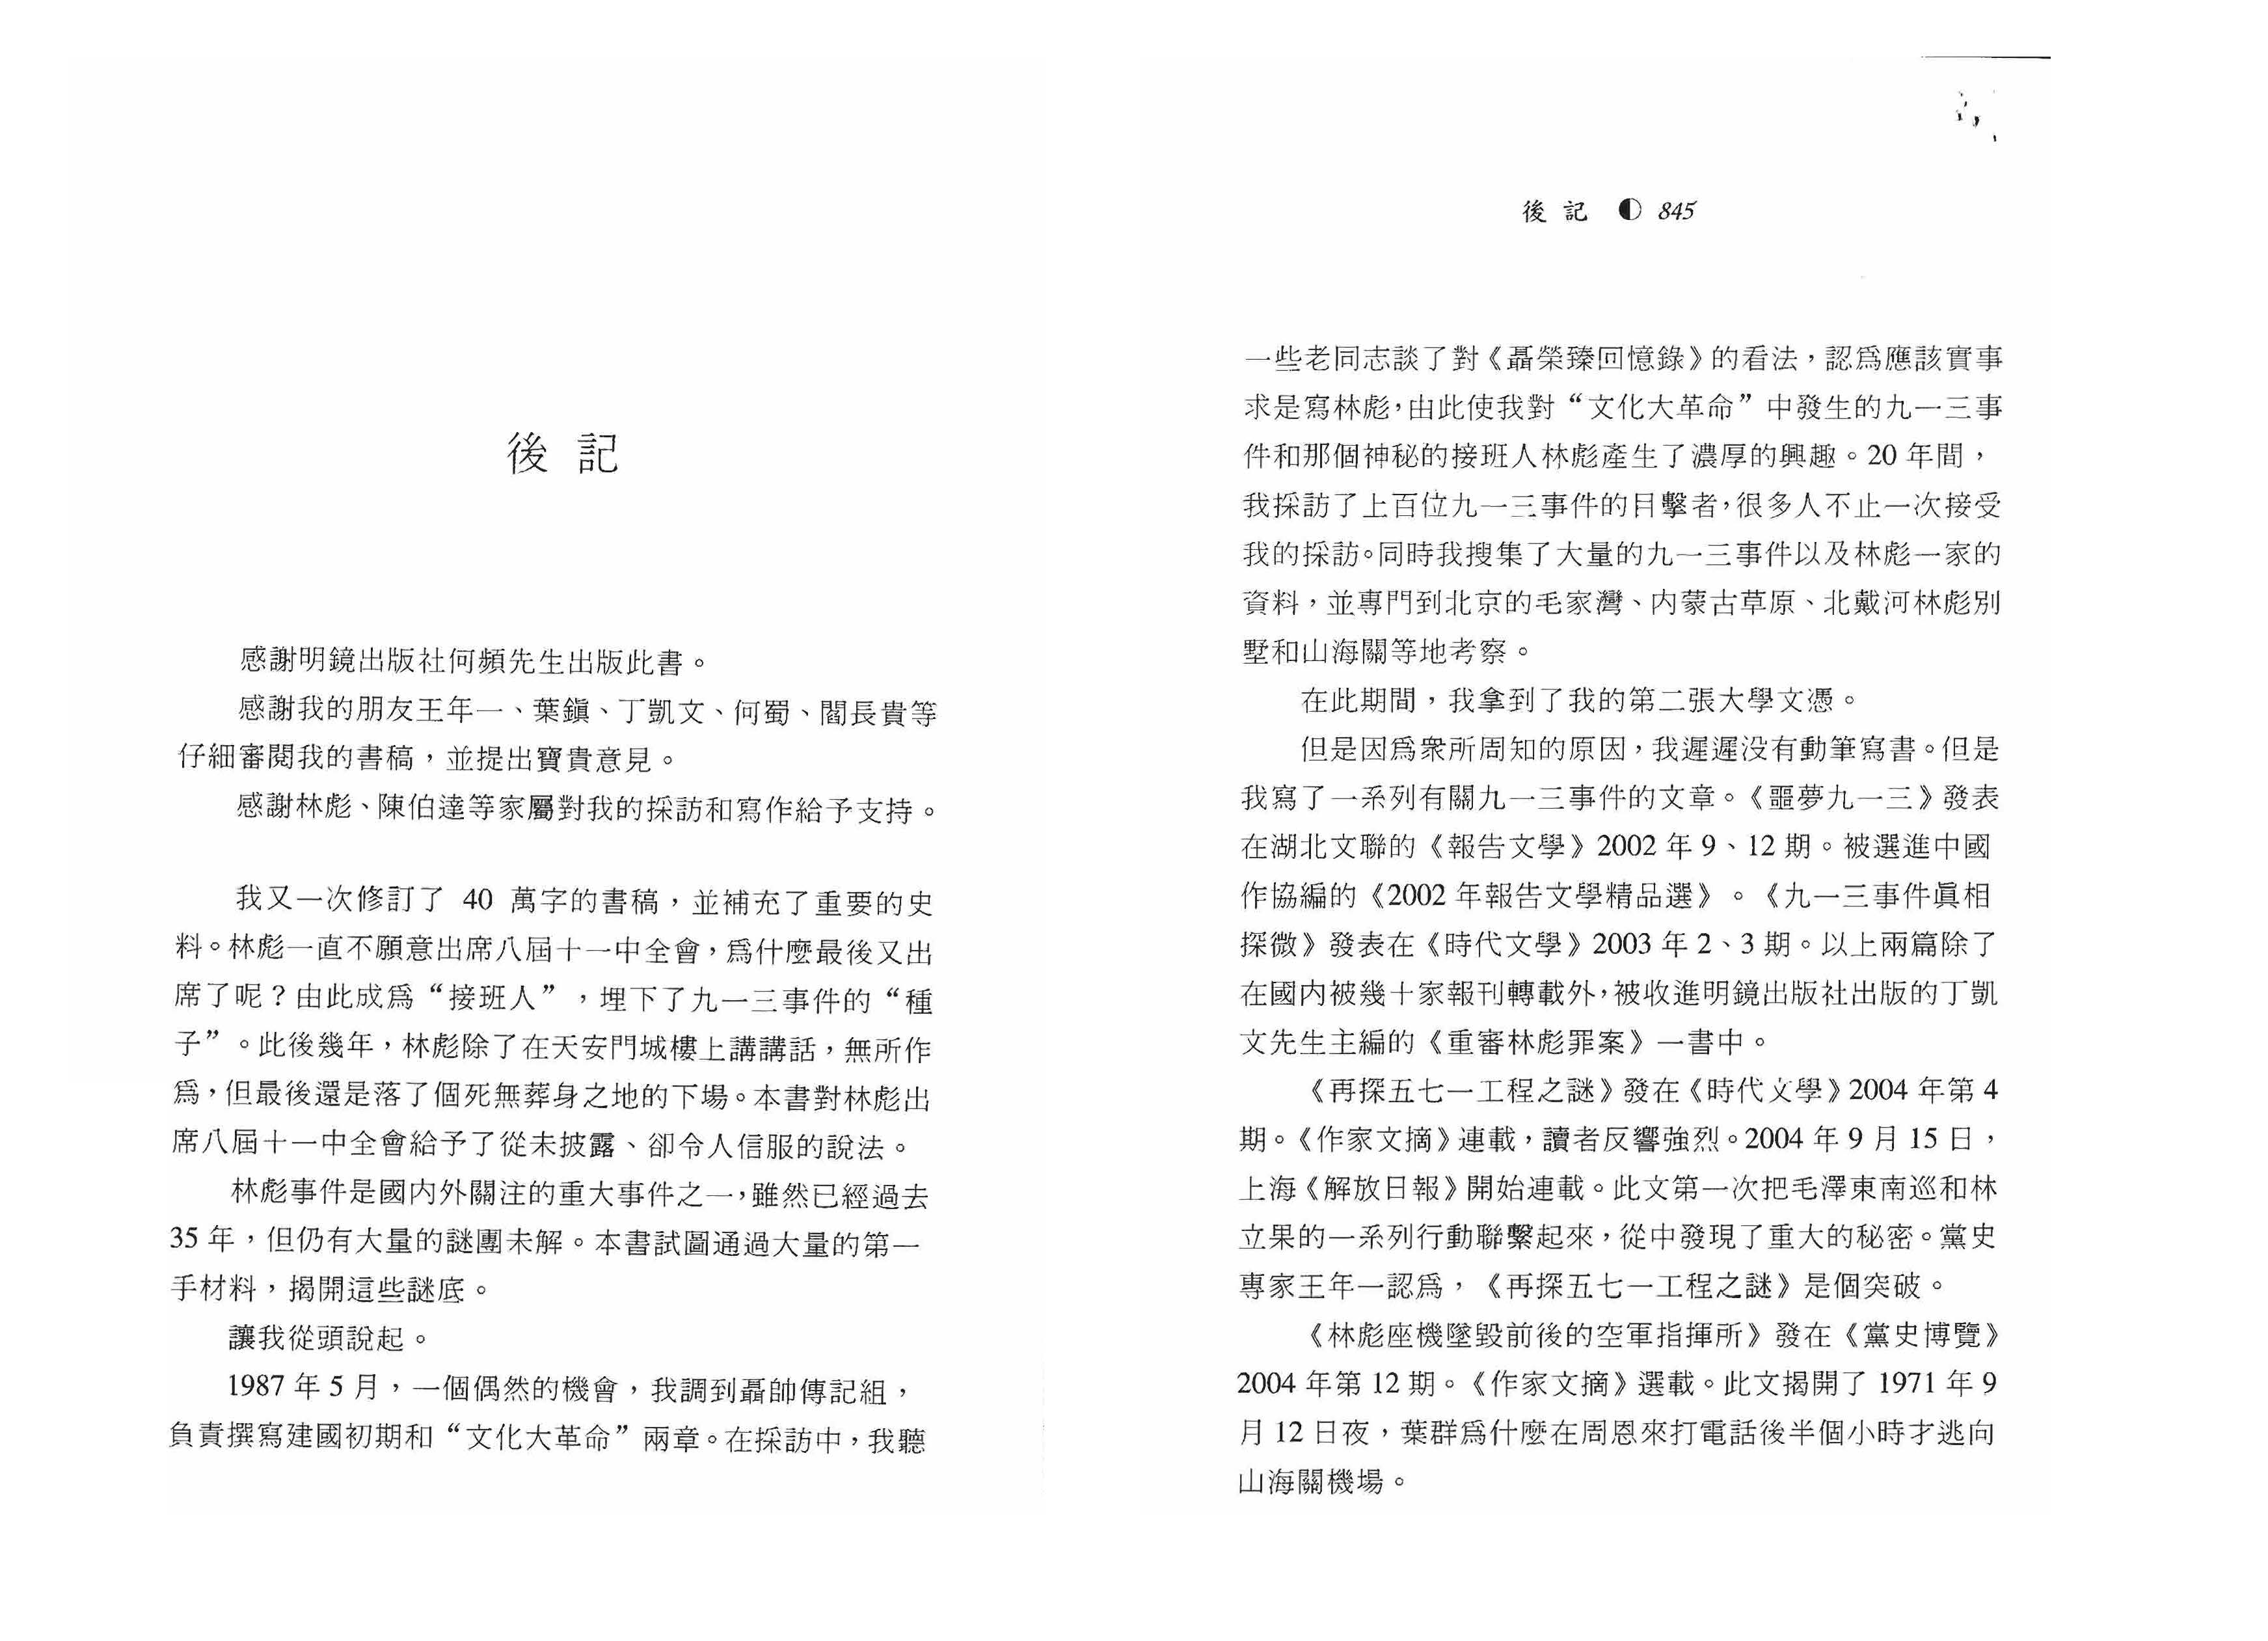 後記
感謝明鏡出版社何頻先生出版此書。
感謝我的朋友王年一、葉鎮、丁凱文、何蜀、閻長貴等
仔細審閱我的書稿，並提出寶貴意見。
感謝林彪、陳伯達等家屬對我的採訪和寫作給予支持。
我又一次修訂了 40 萬字的書稿，並補充了重要的史
料。林彪一直不願意出席八屆十一中全會，爲什麼最後又出
席了呢？由此成爲“接班人”，埋下了九一三事件的“種
子”。此後幾年，林彪除了在天安門城樓上講講話，無所作
爲，但最後還是落了個死無葬身之地的下場。本書對林彪出
席八屆十一中全會給予了從未披露、卻令人信服的說法。
林彪事件是國内外關注的重大事件之一，雖然已經過去
35 年，但仍有大量的謎團未解。本書試圖通過大量的第一
手材料，揭開這些謎底。
讓我從頭說起。
1987 年 5 月，一個偶然的機會，我調到聶帥傳記組，
負責撰寫建國初期和“文化大革命”兩章。在採訪中，我聽
後記 ◐ 845
一些老同志談了對《聶榮臻回憶錄》的看法，認爲應該實事
求是寫林彪，由此使我對“文化大革命”中發生的九一三事
件和那個神秘的接班人林彪產生了濃厚的興趣。20 年間，
我採訪了上百位九一三事件的目擊者，很多人不止一次接受
我的採訪。同時我搜集了大量的九一三事件以及林彪一家的
資料，並專門到北京的毛家灣、内蒙古草原、北戴河林彪別
墅和山海關等地考察。
在此期間，我拿到了我的第二張大學文憑。
但是因爲衆所周知的原因，我遲遲没有動筆寫書。但是
我寫了一系列有關九一三事件的文章。《噩夢九一三》發表
在湖北文聯的《報告文學》2002 年 9、12 期。被選進中國
作協編的《2002 年報告文學精品選》。《九一三事件眞相
探微》發表在《時代文學》2003 年 2、3 期。以上兩篇除了
在國内被幾十家報刊轉載外，被收進明鏡出版社出版的丁凱
文先生主編的《重審林彪罪案》一書中。
《再探五七一工程之謎》發在《時代文學》2004 年第 4
期。《作家文摘》連載，讀者反響強烈。2004 年 9 月 15 日，
上海《解放日報》開始連載。此文第一次把毛澤東南巡和林
立果的一系列行動聯繫起來，從中發現了重大的秘密。黨史
專家王年一認爲，《再探五七一工程之謎》是個突破。
《林彪座機墜毀前後的空軍指揮所》發在《黨史博覽》
2004 年第 12 期。《作家文摘》選載。此文揭開了 1971 年 9
月 12 日夜，葉群爲什麼在周恩來打電話後半個小時才逃向
山海關機場。